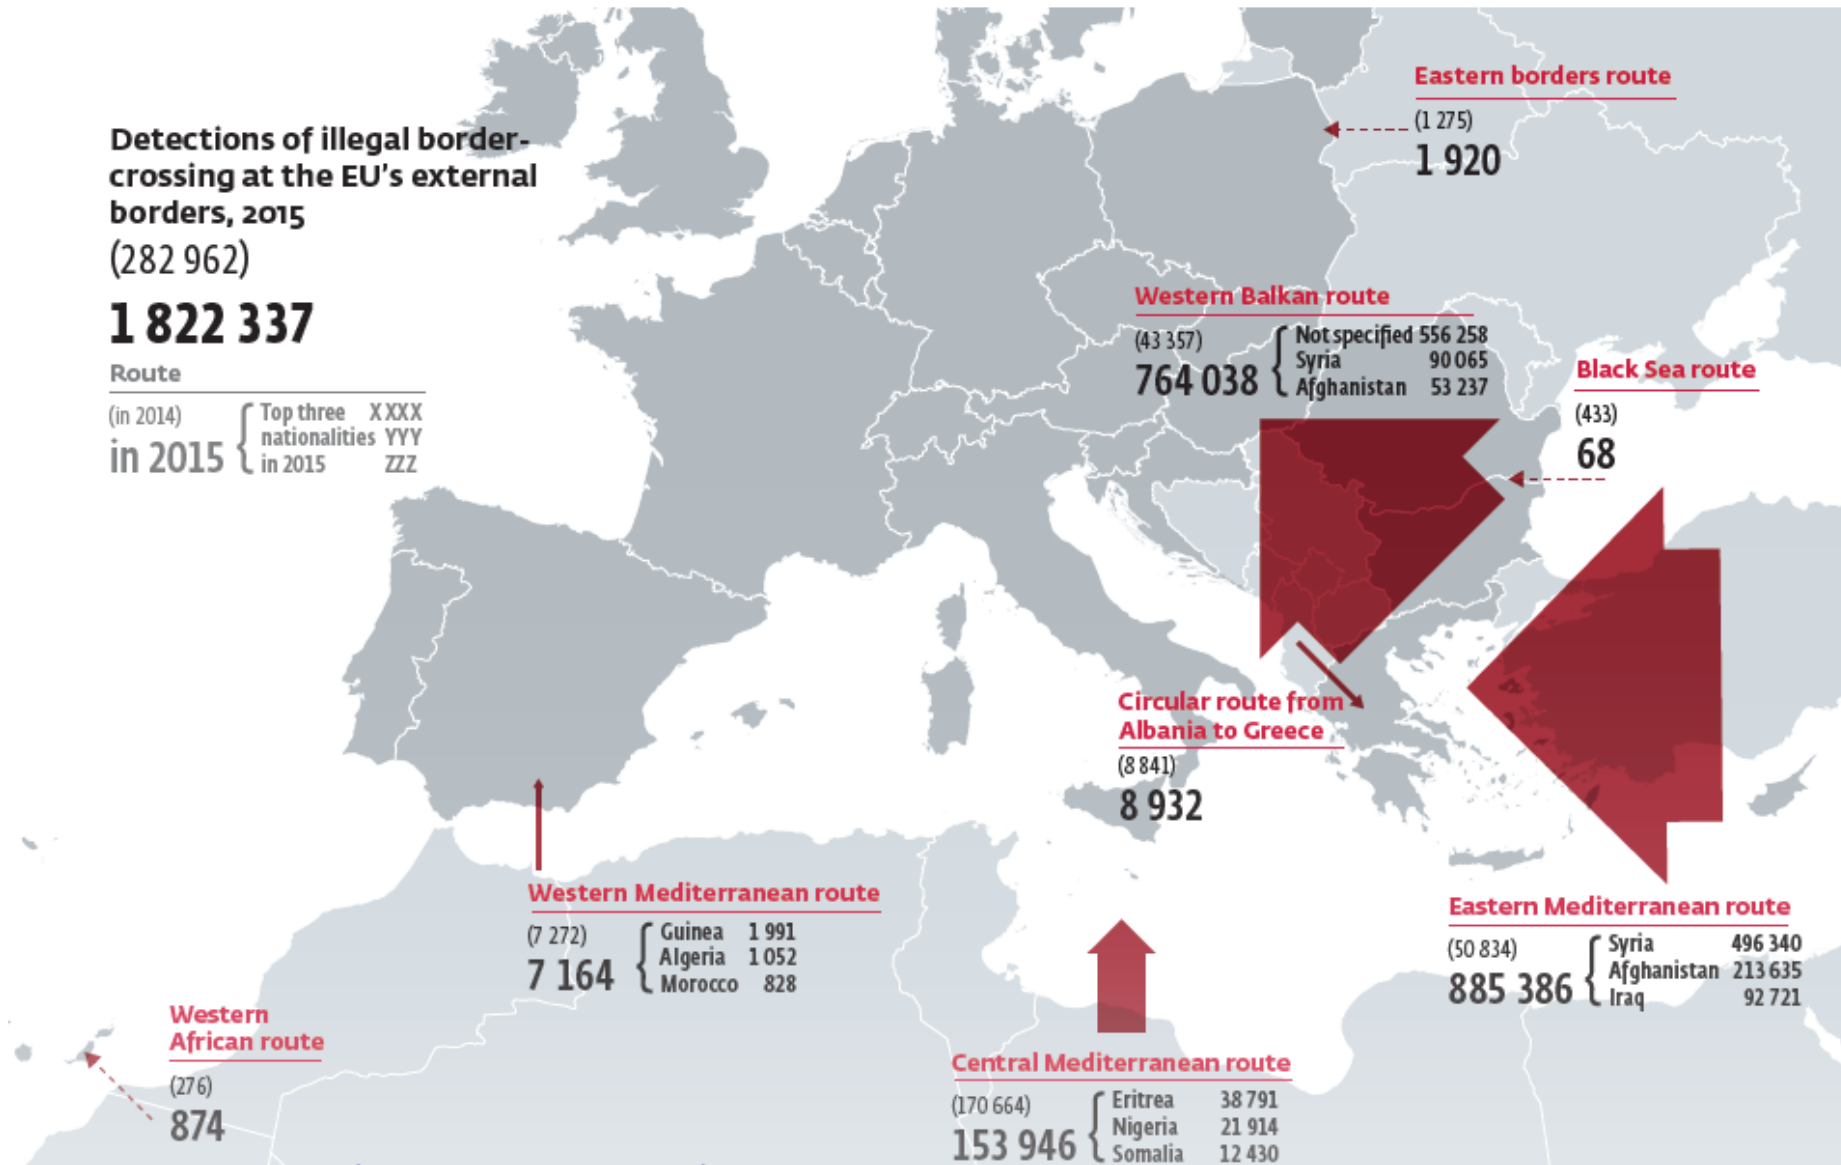 Detections of illegal border-
crossing at the EU's external
borders, 2015
(282 962)
1 822 337
Route
(in 2014)
in 2015
Top three XXXX
nationalities YYY
in 2015 ZZZ
Eastern borders route
(1 275)
1 920
Western Balkan route
(43 357)
764 038
Not specified 556 258
Syria 90 065
Afghanistan 53 237
Black Sea route
(433)
68
Circular route from
Albania to Greece
(8 841)
8 932
Western Mediterranean route
(7 272)
7 164
Guinea 1 991
Algeria 1 052
Morocco 828
Eastern Mediterranean route
(50 834)
885 386
Syria 496 340
Afghanistan 213 635
Iraq 92 721
Western
African route
(276)
874
Central Mediterranean route
(170 664)
153 946
Eritrea 38 791
Nigeria 21 914
Somalia 12 430